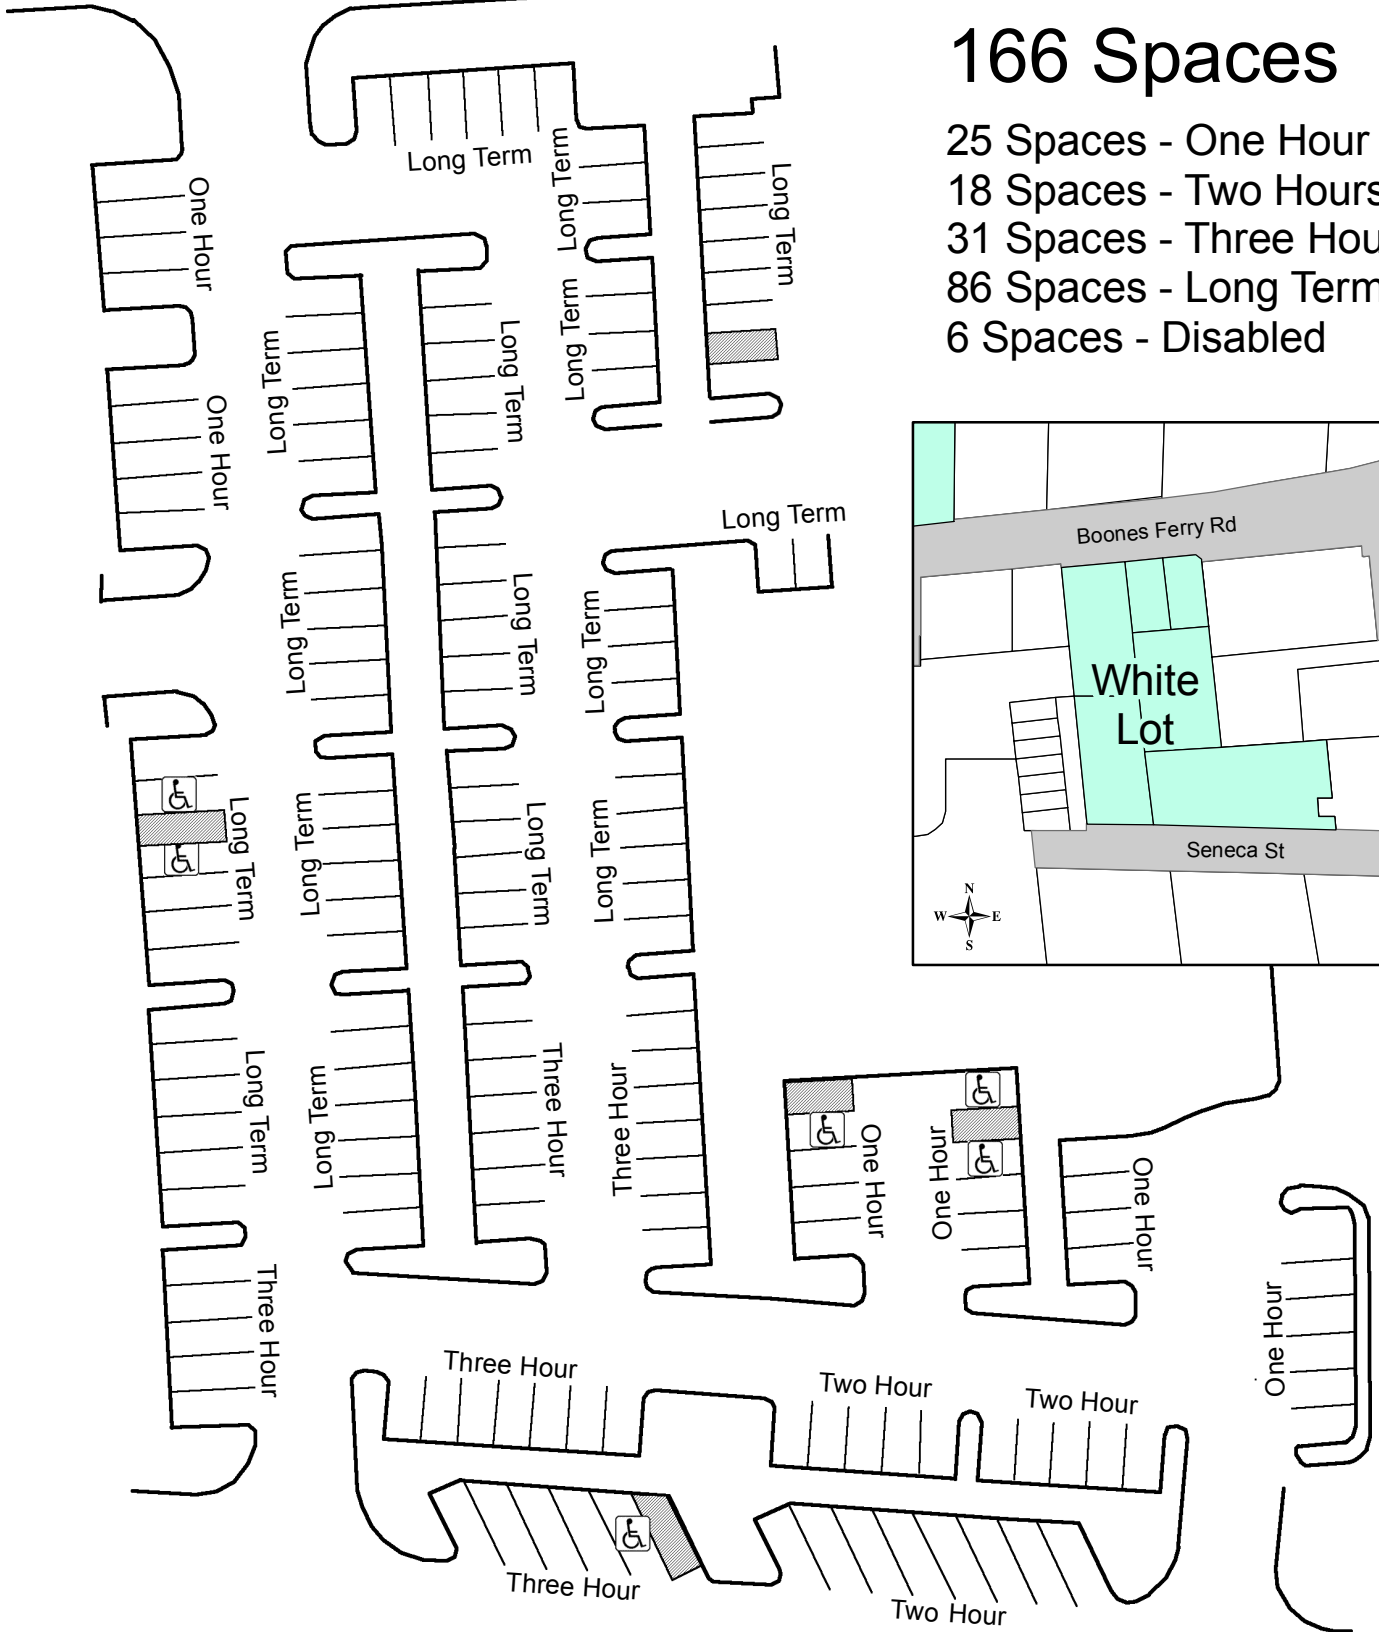 166 Spaces
25 Spaces - One Hour
18 Spaces - Two Hours
31 Spaces - Three Hou
86 Spaces - Long Term
6 Spaces - Disabled
Long Term
Long Term
Long Term
One Hour
Long Term
Long Term
Long Term
One Hour
Long Term
Boones Ferry Rd
White
Lot
Seneca St
N
W
E
S
Long Term
Long Term
Long Term
Long Term
Long Term
Long Term
Long Term
Long Term
Long Term
Three Hour
Three Hour
One Hour
One Hour
One Hour
Three Hour
One Hour
Three Hour
Two Hour
Two Hour
Three Hour
Two Hour